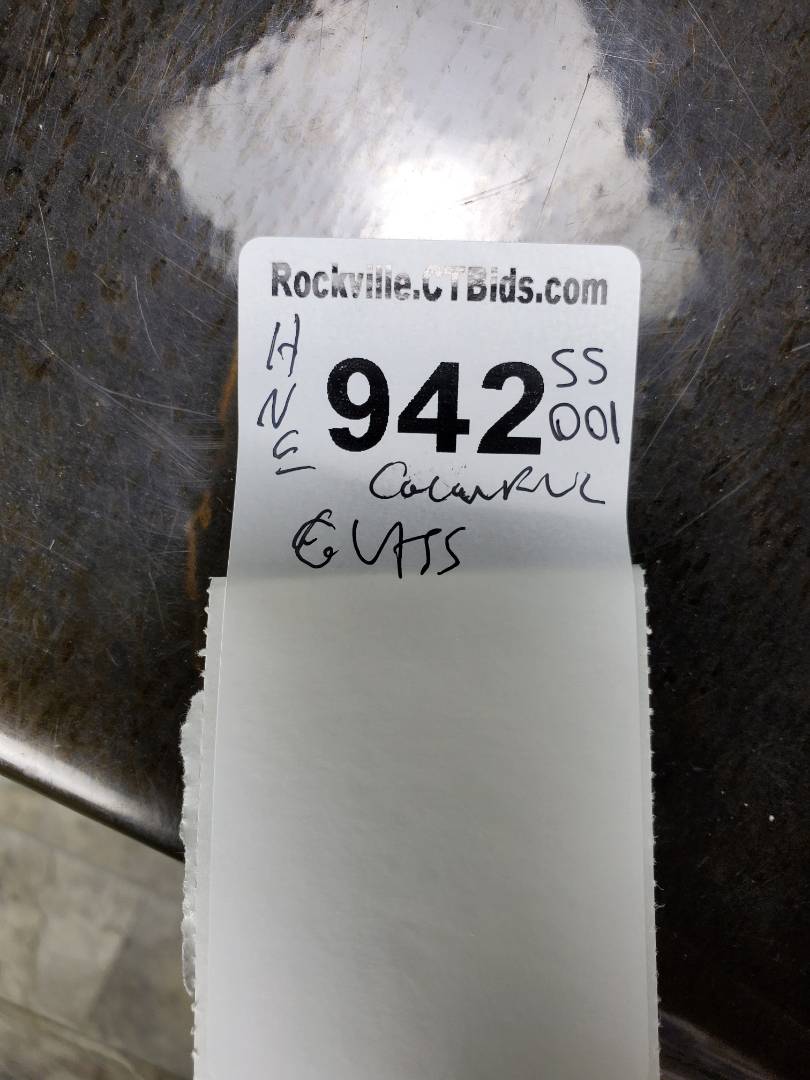 Rockville.CTBids.com
H
N
942
SS
001
Colorful
GLASS